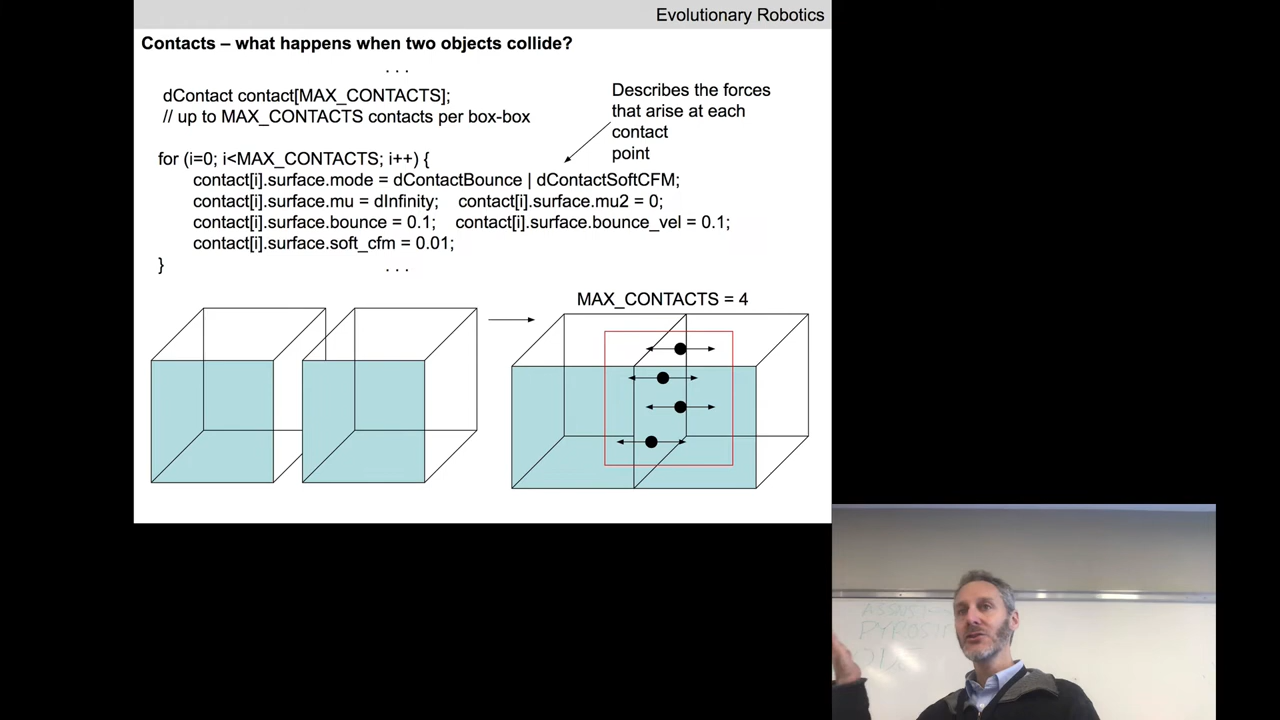 Evolutionary Robotics
Contacts – what happens when two objects collide?
. . .
dContact contact[MAX_CONTACTS];
// up to MAX_CONTACTS contacts per box-box
Describes the forces
that arise at each
contact
point
for (i=0; i<MAX_CONTACTS; i++) {
contact[i].surface.mode = dContactBounce | dContactSoftCFM;
contact[i].surface.mu = dInfinity; contact[i].surface.mu2 = 0;
contact[i].surface.bounce = 0.1; contact[i].surface.bounce_vel = 0.1;
contact[i].surface.soft_cfm = 0.01;
} . . .
MAX_CONTACTS = 4